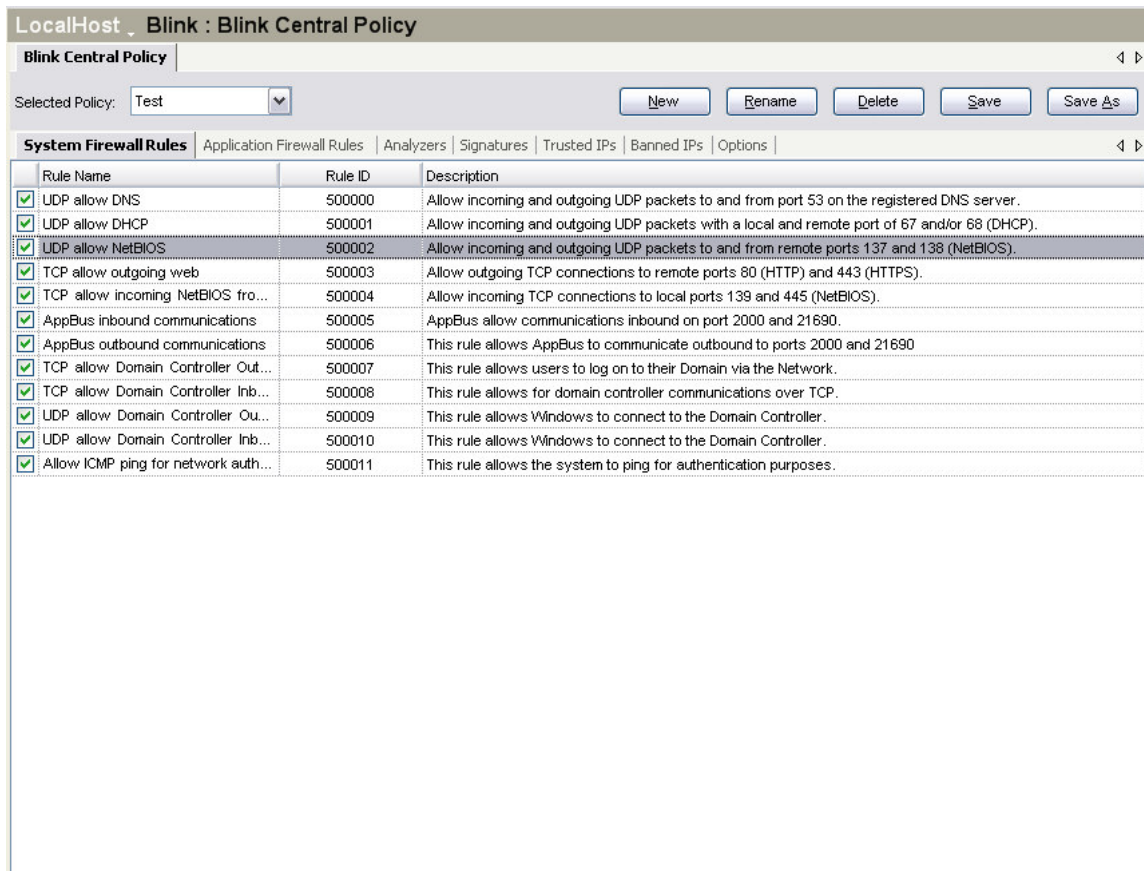 LocalHost Blink : Blink Central Policy
Blink Central Policy
Selected Policy: Test New Rename Delete Save Save As
System Firewall Rules Application Firewall Rules Analyzers Signatures Trusted IPs Banned IPs Options
Rule Name Rule ID Description
UDP allow DNS 500000 Allow incoming and outgoing UDP packets to and from port 53 on the registered DNS server.
UDP allow DHCP 500001 Allow incoming and outgoing UDP packets with a local and remote port of 67 and/or 68 (DHCP).
UDP allow NetBIOS 500002 Allow incoming and outgoing UDP packets to and from remote ports 137 and 138 (NetBIOS).
TCP allow outgoing web 500003 Allow outgoing TCP connections to remote ports 80 (HTTP) and 443 (HTTPS).
TCP allow incoming NetBIOS fro... 500004 Allow incoming TCP connections to local ports 139 and 445 (NetBIOS).
AppBus inbound communications 500005 AppBus allow communications inbound on port 2000 and 21690.
AppBus outbound communications 500006 This rule allows AppBus to communicate outbound to ports 2000 and 21690
TCP allow Domain Controller Out... 500007 This rule allows users to log on to their Domain via the Network.
TCP allow Domain Controller Inb... 500008 This rule allows for domain controller communications over TCP.
UDP allow Domain Controller Ou... 500009 This rule allows Windows to connect to the Domain Controller.
UDP allow Domain Controller Inb... 500010 This rule allows Windows to connect to the Domain Controller.
Allow ICMP ping for network auth... 500011 This rule allows the system to ping for authentication purposes.